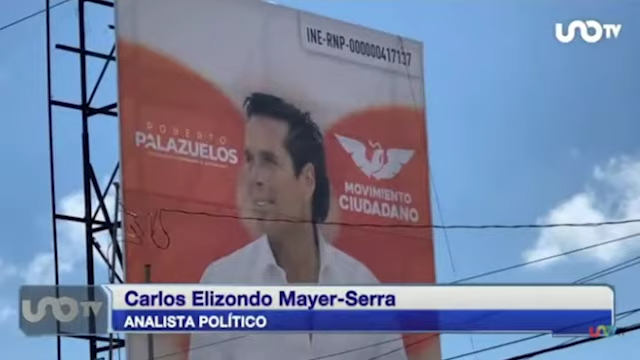 UNOTV
INE-RNP-000000417137
ROBERTO
PALAZUELOS
MOVIMIENTO
CIUDADANO
UNOTV
Carlos Elizondo Mayer-Serra
ANALISTA POLÍTICO